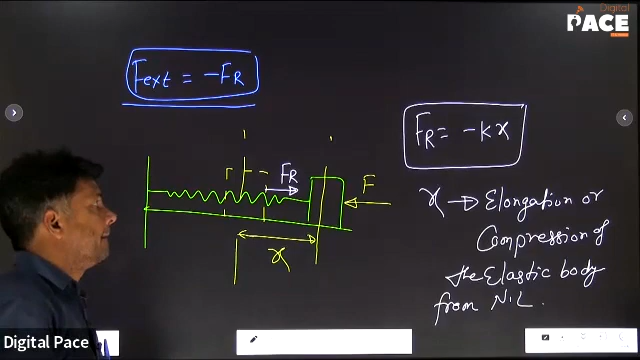 Digital
PACE
Fext = -FR
FR = -kx
FR
F
x
x → Elongation or
Compression of
the Elastic body
from N.L.
Digital Pace